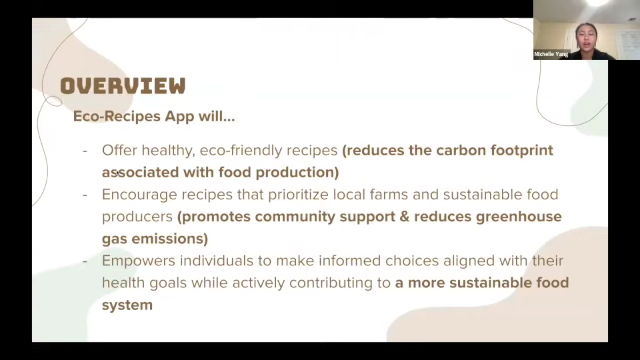 Michelle Yang
OVERVIEW
Eco-Recipes App will...
- Offer healthy, eco-friendly recipes (reduces the carbon footprint
associated with food production)
- Encourage recipes that prioritize local farms and sustainable food
producers (promotes community support & reduces greenhouse
gas emissions)
- Empowers individuals to make informed choices aligned with their
health goals while actively contributing to a more sustainable food
system